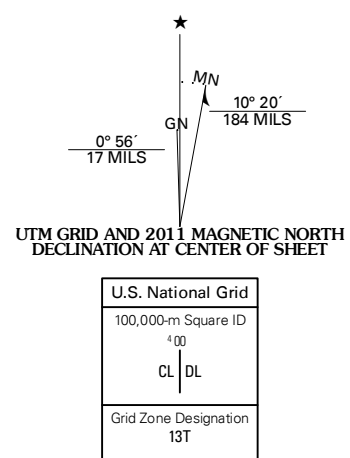 ★
MN
GN
10° 20´
184 MILS
0° 56´
17 MILS
UTM GRID AND 2011 MAGNETIC NORTH
DECLINATION AT CENTER OF SHEET
U.S. National Grid
100,000-m Square ID
⁴00
CL DL
Grid Zone Designation
13T